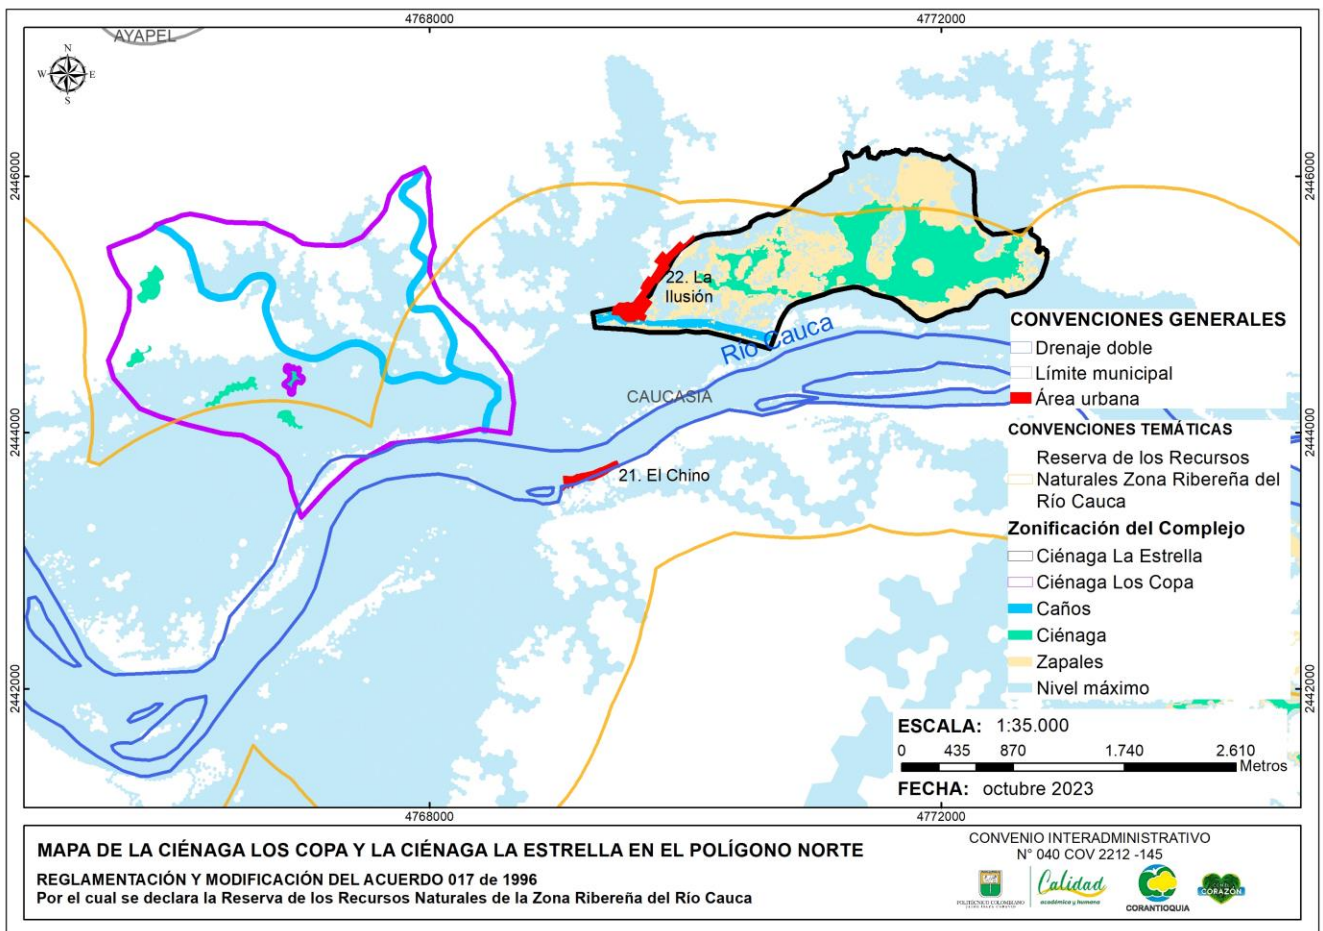 4768000
4772000
AYAPEL
N
W
E
S
2446000
2446000
22. La
Ilusión
Río Cauca
CONVENCIONES GENERALES
Drenaje doble
Límite municipal
Área urbana
CAUCASIA
2444000
2444000
21. El Chino
CONVENCIONES TEMÁTICAS
Reserva de los Recursos
Naturales Zona Ribereña del
Río Cauca
Zonificación del Complejo
Ciénaga La Estrella
Ciénaga Los Copa
Caños
Ciénaga
Zapales
Nivel máximo
2442000
2442000
ESCALA: 1:35.000
0 435 870 1.740 2.610
Metros
FECHA: octubre 2023
4768000
4772000
MAPA DE LA CIÉNAGA LOS COPA Y LA CIÉNAGA LA ESTRELLA EN EL POLÍGONO NORTE
REGLAMENTACIÓN Y MODIFICACIÓN DEL ACUERDO 017 de 1996
Por el cual se declara la Reserva de los Recursos Naturales de la Zona Ribereña del Río Cauca
CONVENIO INTERADMINISTRATIVO
N° 040 COV 2212 -145
POLITÉCNICO COLOMBIANO
Calidad
académica y humana
CORANTIOQUIA
CORAZÓN